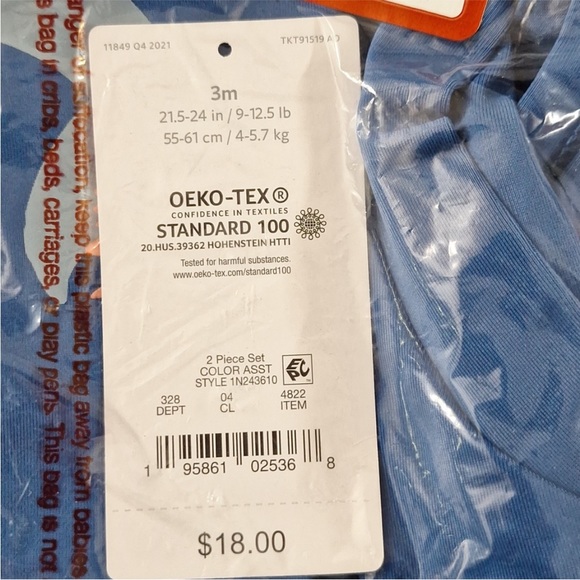 11849 Q4 2021
TKT91519 AD
3m
21.5-24 in / 9-12.5 lb
55-61 cm / 4-5.7 kg
OEKO-TEX®
CONFIDENCE IN TEXTILES
STANDARD 100
20.HUS.39362 HOHENSTEIN HTTI
Tested for harmful substances.
www.oeko-tex.com/standard100
2 Piece Set
COLOR ASST
STYLE 1N243610
EPC
328 04 4822
DEPT CL ITEM
1 95861 02536 8
$18.00
anger of suffocation, keep this plastic bag away from babies
s bag in cribs, beds, carriages, or play pens. This bag is not